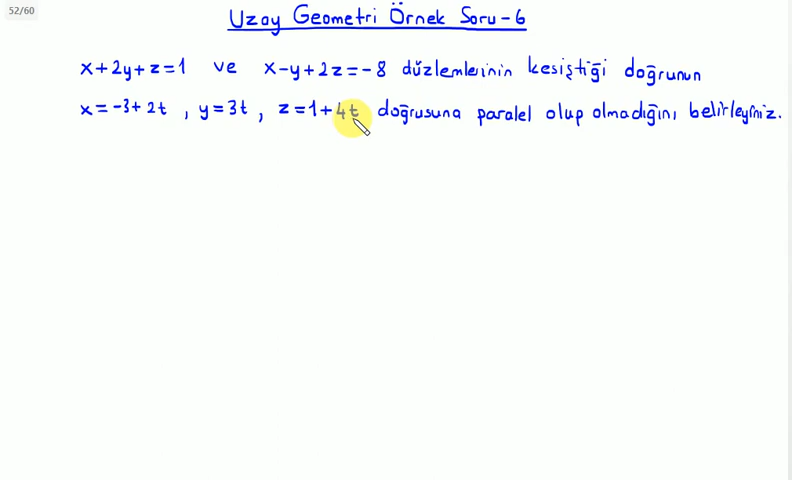 52/60
Uzay Geometri Örnek Soru-6
x+2y+z=1 ve x-y+2z=-8 düzlemlerinin kesiştiği doğrunun
x=-3+2t , y=3t , z=1+4t doğrusuna paralel olup olmadığını belirleyiniz.